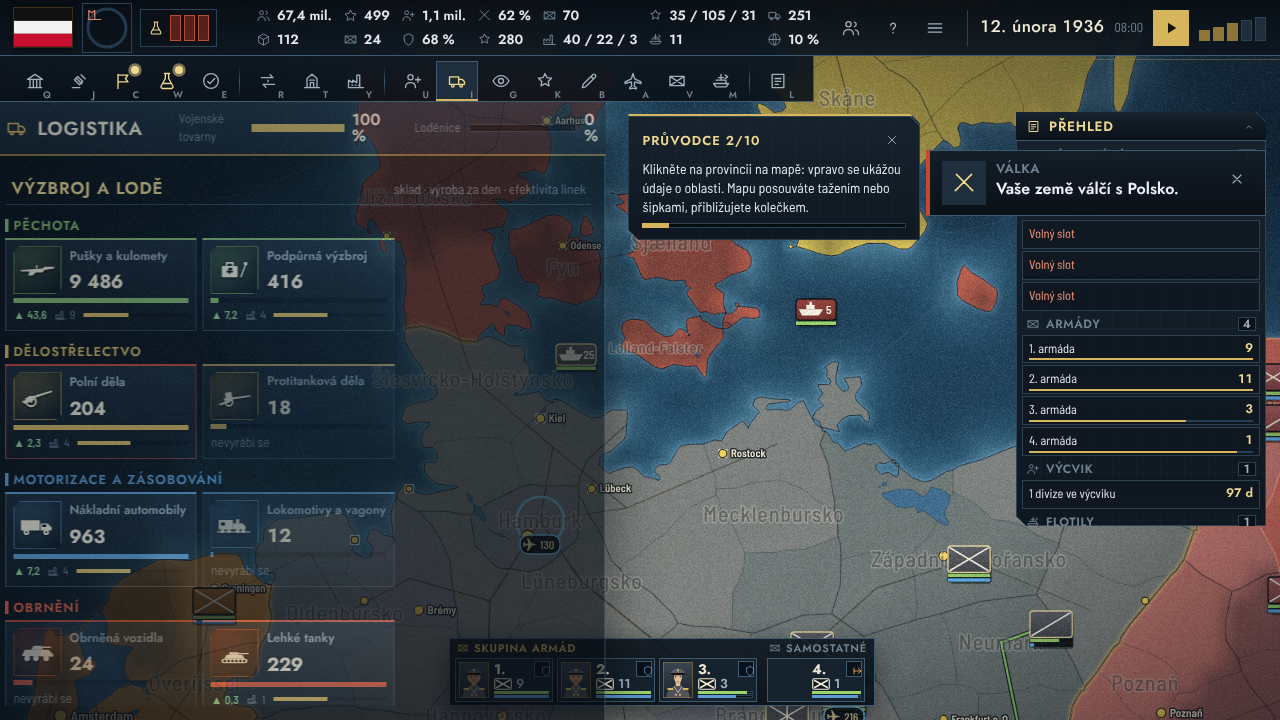 67,4 mil.
499
1,1 mil.
62 %
70
35 / 105 / 31
251
112
24
68 %
280
40 / 22 / 3
11
10 %
?
12. února 1936
08:00
Q
J
C
W
E
R
T
Y
U
I
G
K
B
A
V
M
L
LOGISTIKA
Vojenské továrny
100 %
Loděnice
0 %
VÝZBROJ A LODĚ
sklad · výroba za den · efektivita linek
PĚCHOTA
Pušky a kulomety
9 486
43,6
9
Podpůrná výzbroj
416
7,2
4
DĚLOSTŘELECTVO
Polní děla
204
2,3
4
Protitanková děla
18
nevyrábí se
MOTORIZACE A ZÁSOBOVÁNÍ
Nákladní automobily
963
7,2
4
Lokomotivy a vagony
12
nevyrábí se
OBRNĚNÍ
Obrněná vozidla
24
nevyrábí se
Lehké tanky
229
0,3
1
PRŮVODCE 2/10
Klikněte na provincii na mapě: vpravo se ukážou
údaje o oblasti. Mapu posouváte tažením nebo
šipkami, přibližujete kolečkem.
PŘEHLED
VÁLKA
Vaše země válčí s Polskem.
Volný slot
Volný slot
Volný slot
ARMÁDY
4
1. armáda
9
2. armáda
11
3. armáda
3
4. armáda
1
VÝCVIK
1
1 divize ve výcviku
97 d
FLOTILY
1
Skåne
Aarhus
Jižní Jutsko
Odense
Fyn
Sjælland
5
Lolland-Falster
25
Šlesvicko-Holštýnsko
Kiel
Rostock
Lübeck
Hamburk
130
Meklenbursko
Lüneburgsko
Oldenbursko
Brémy
Groningen
Overijssel
Amsterdam
Hannoversko
Poznaň
Poznaň
Frankfurt n. O.
216
SKUPINA ARMÁD
SAMOSTATNÉ
1.
9
2.
11
3.
3
4.
1